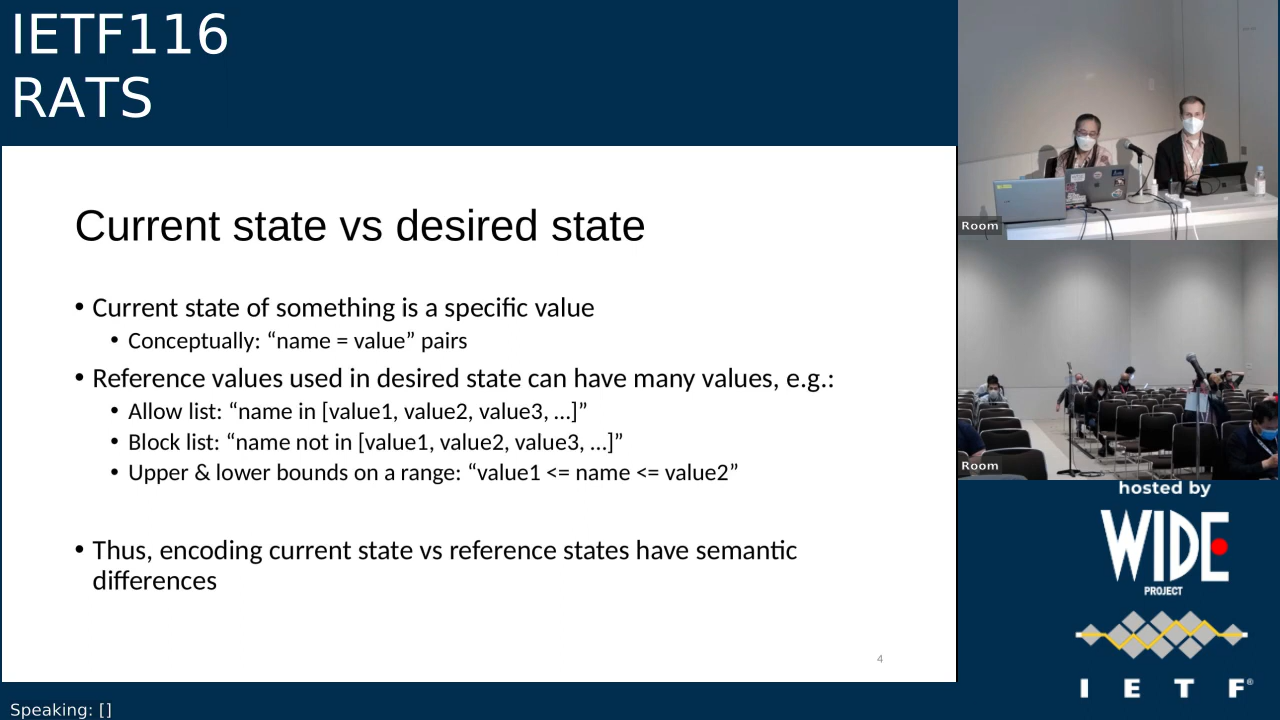 IETF116
RATS
Current state vs desired state
• Current state of something is a specific value
• Conceptually: “name = value” pairs
• Reference values used in desired state can have many values, e.g.:
• Allow list: “name in [value1, value2, value3, …]”
• Block list: “name not in [value1, value2, value3, …]”
• Upper & lower bounds on a range: “value1 <= name <= value2”
• Thus, encoding current state vs reference states have semantic
differences
4
Speaking: []
Room
Room
hosted by
WIDE
PROJECT
I E T F®